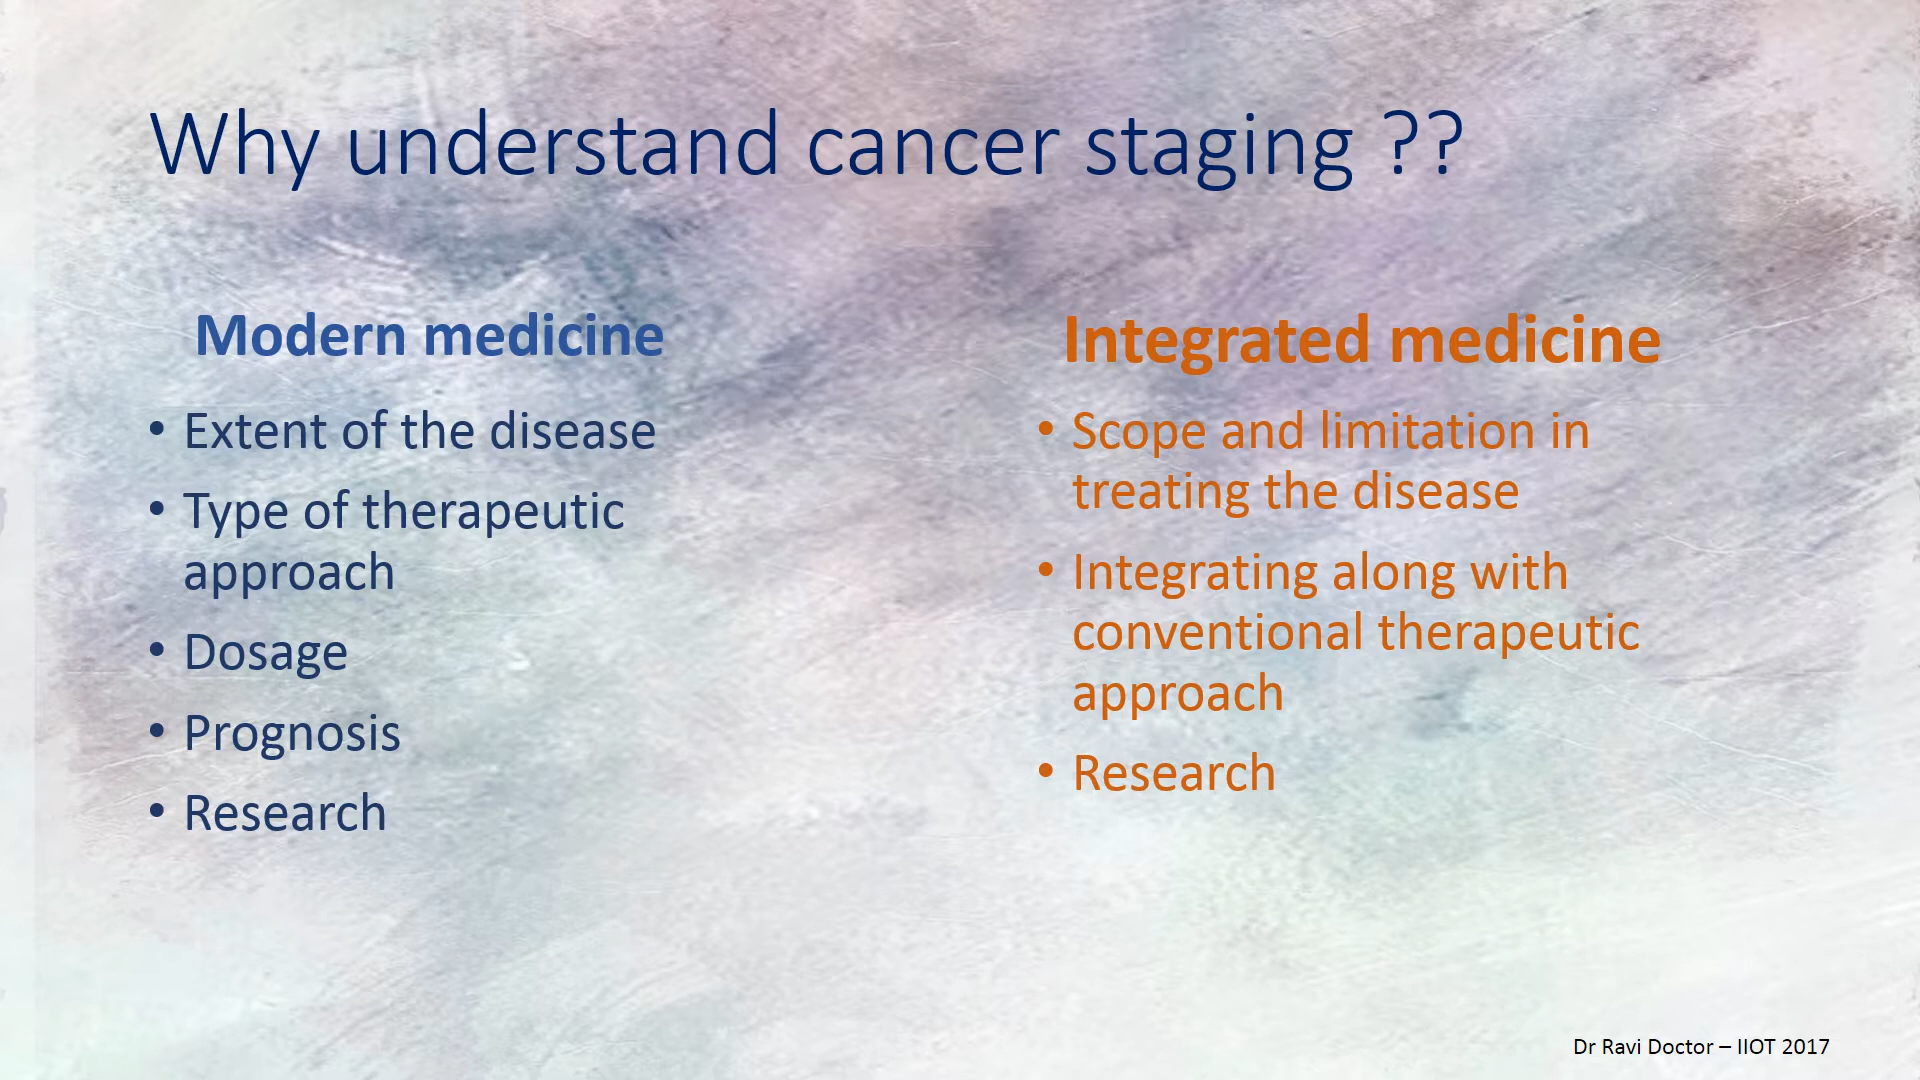 Why understand cancer staging ??
Modern medicine
• Extent of the disease
• Type of therapeutic
approach
• Dosage
• Prognosis
• Research
Integrated medicine
• Scope and limitation in
treating the disease
• Integrating along with
conventional therapeutic
approach
• Research
Dr Ravi Doctor – IIOT 2017